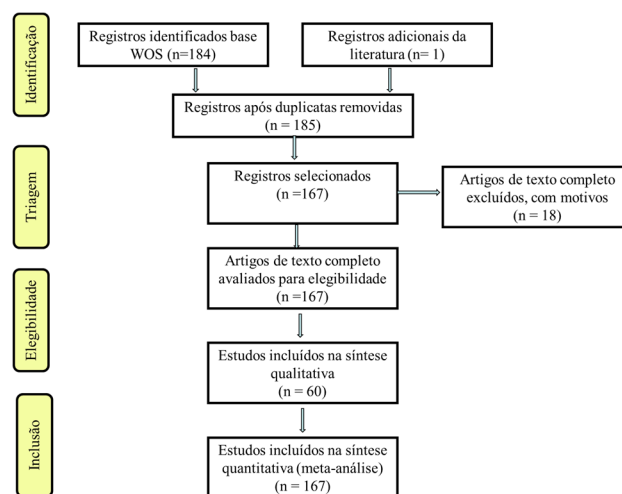 Identificação
Registros identificados base
WOS (n=184)
Registros adicionais da
literatura (n= 1)
Registros após duplicatas removidas
(n = 185)
Triagem
Registros selecionados
(n =167)
Artigos de texto completo
excluídos, com motivos
(n = 18)
Artigos de texto completo
avaliados para elegibilidade
(n =167)
Elegibilidade
Estudos incluídos na síntese
qualitativa
(n = 60)
Inclusão
Estudos incluídos na síntese
quantitativa (meta-análise)
(n = 167)